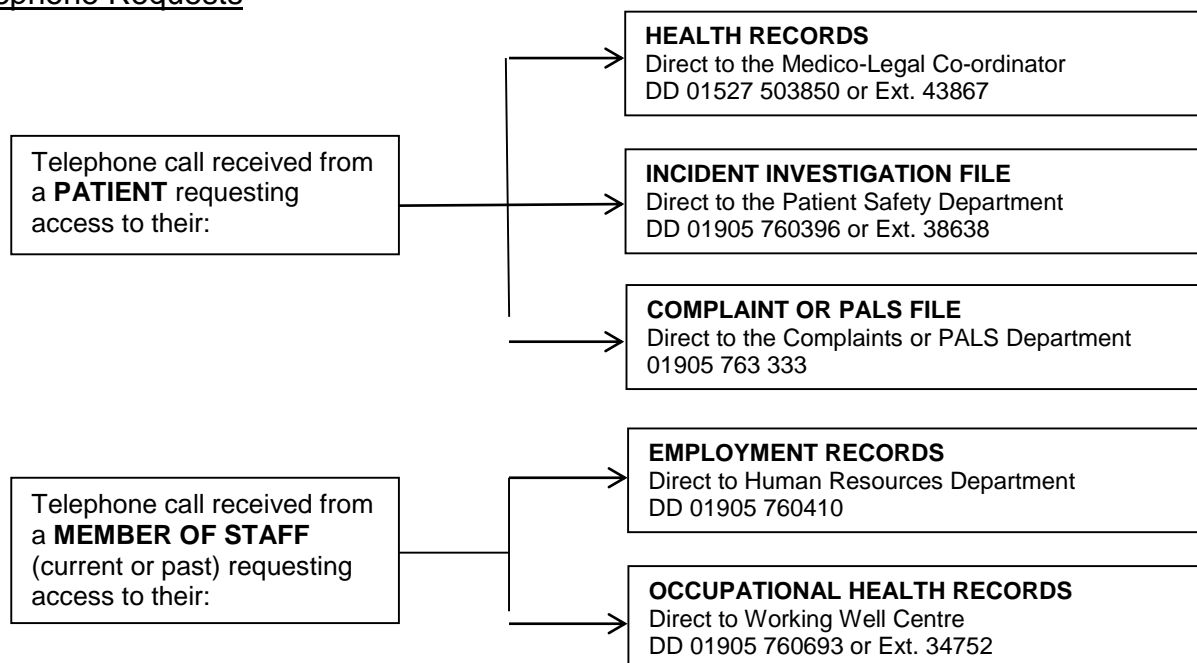 ephone Requests
HEALTH RECORDS
Direct to the Medico-Legal Co-ordinator
DD 01527 503850 or Ext. 43867
Telephone call received from
a PATIENT requesting
access to their:
INCIDENT INVESTIGATION FILE
Direct to the Patient Safety Department
DD 01905 760396 or Ext. 38638
COMPLAINT OR PALS FILE
Direct to the Complaints or PALS Department
01905 763 333
EMPLOYMENT RECORDS
Direct to Human Resources Department
DD 01905 760410
Telephone call received from
a MEMBER OF STAFF
(current or past) requesting
access to their:
OCCUPATIONAL HEALTH RECORDS
Direct to Working Well Centre
DD 01905 760693 or Ext. 34752